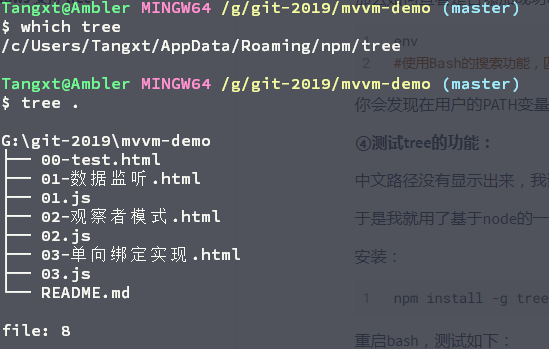 Tangxt@Ambler MINGW64 /g/git-2019/mvvm-demo (master)
$ which tree
/c/Users/Tangxt/AppData/Roaming/npm/tree
Tangxt@Ambler MINGW64 /g/git-2019/mvvm-demo (master)
$ tree .
G:\git-2019\mvvm-demo
├── 00-test.html
├── 01-数据监听.html
├── 01.js
├── 02-观察者模式.html
├── 02.js
├── 03-单向绑定实现.html
├── 03.js
└── README.md
file: 8
env
#使用Bash的搜索功能，
你会发现在用户的PATH变量
④测试tree的功能：
中文路径没有显示出来，我
于是我就用了基于node的一
安装：
1 npm install -g tree
重启bash，测试如下：